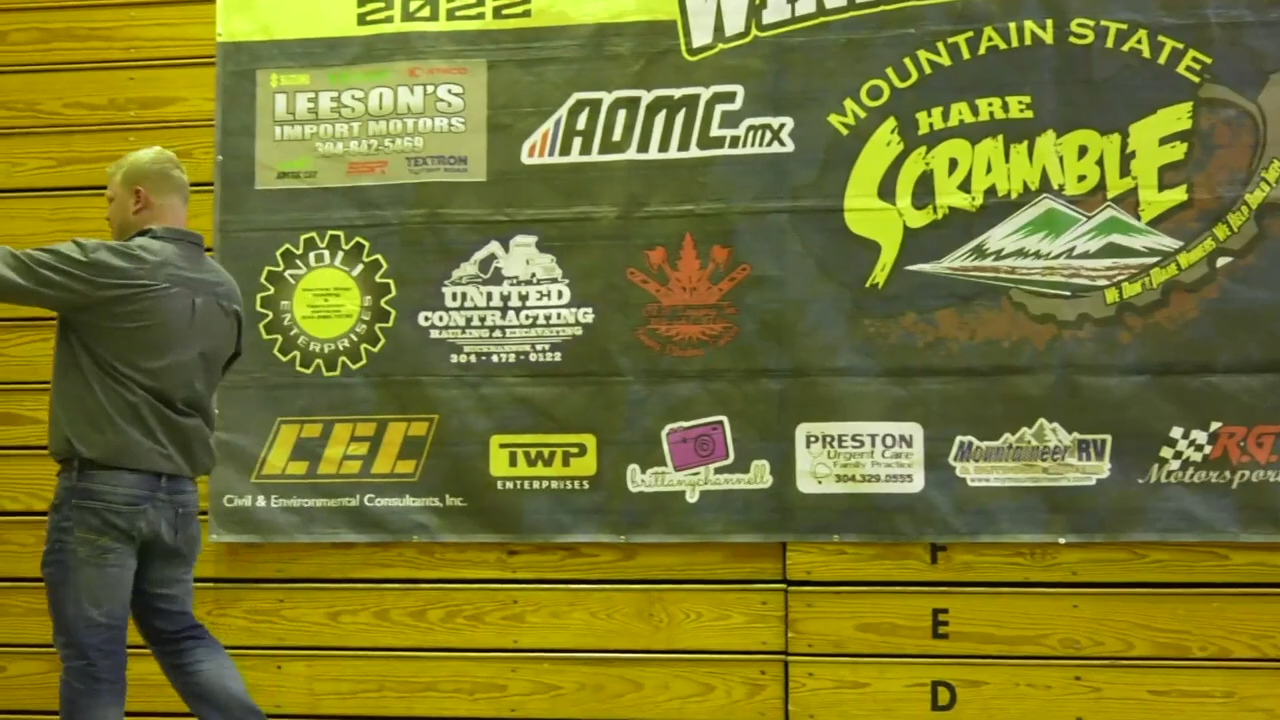 2022
LEESON'S
IMPORT MOTORS
304-842-5469
TEXTRON
AOMC.mx
MOUNTAIN STATE
HARE
SCRAMBLE
NOLI
ENTERPRISES
UNITED
CONTRACTING
HAULING & EXCAVATING
304-472-0122
CEC
Civil & Environmental Consultants, Inc.
TWP
ENTERPRISES
brittanychannell
PRESTON
Urgent Care
Family Practice
304.329.0555
Mountaineer RV
R.G.
F
E
D